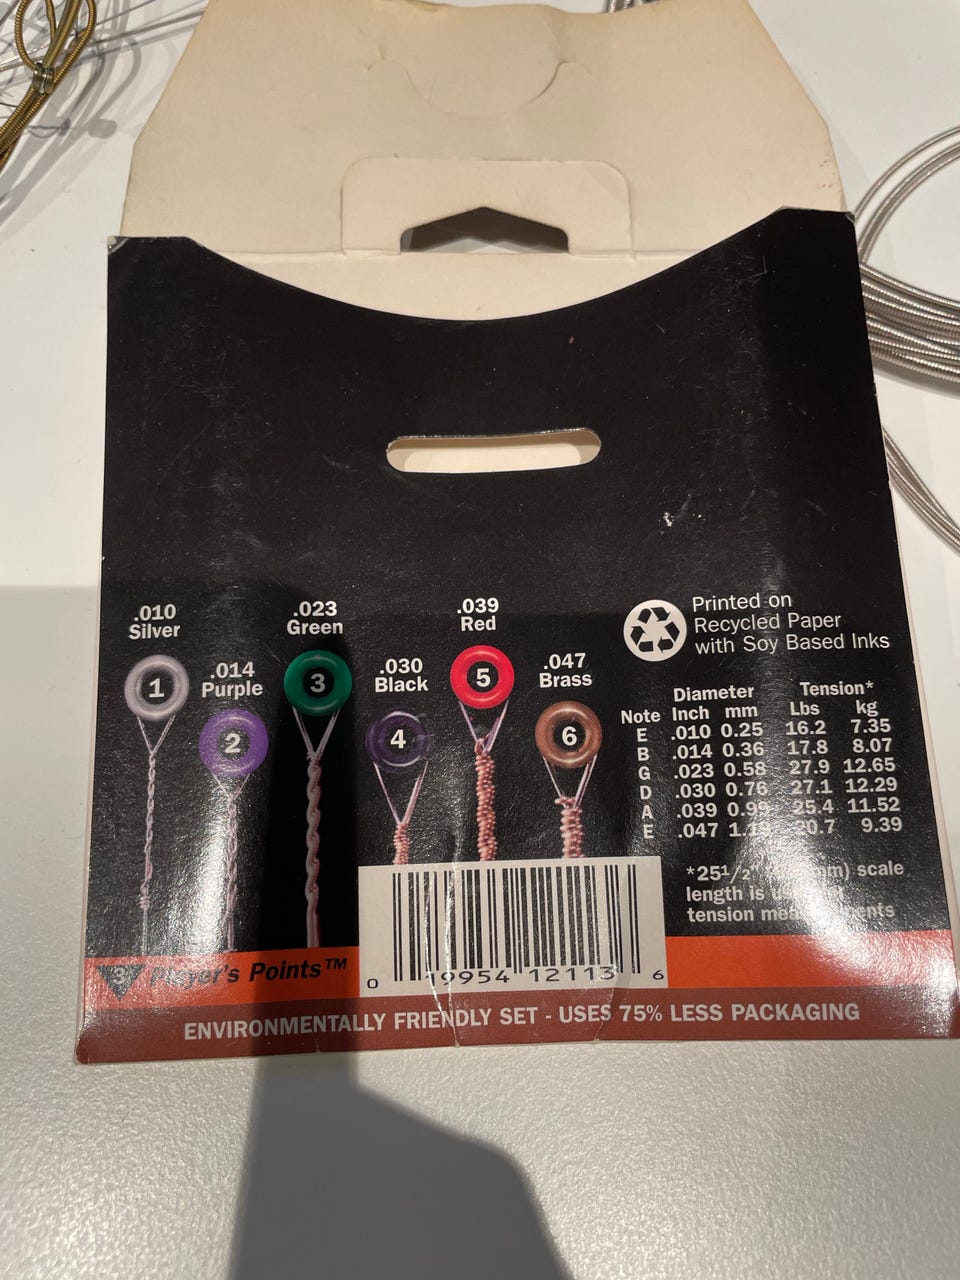 .010
Silver
.014
Purple
.023
Green
.030
Black
.039
Red
.047
Brass
1
2
3
4
5
6
Printed on
Recycled Paper
with Soy Based Inks
Diameter Tension*
Note Inch mm Lbs kg
E .010 0.25 16.2 7.35
B .014 0.36 17.8 8.07
G .023 0.58 27.9 12.65
D .030 0.76 27.1 12.29
A .039 25.4 11.52
E .047 9.39
*25 1/2" scale
length is
tension
3 Player's Points™
0 19954 12113 6
ENVIRONMENTALLY FRIENDLY SET - USES 75% LESS PACKAGING